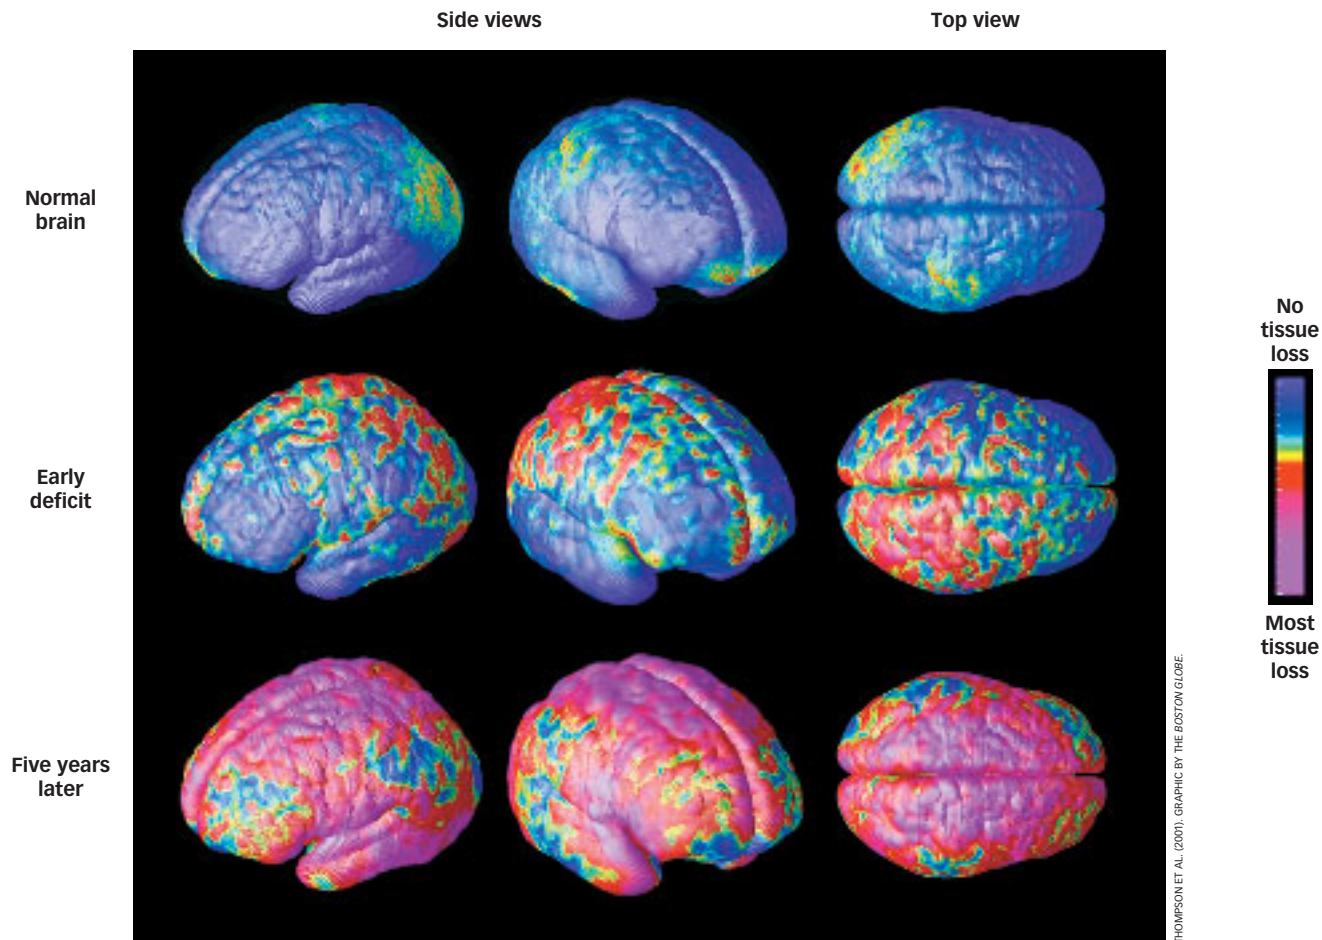 Side views
Top view
Normal
brain
Early
deficit
Five years
later
No
tissue
loss
Most
tissue
loss
THOMPSON ET AL. (2001). GRAPHIC BY THE BOSTON GLOBE.